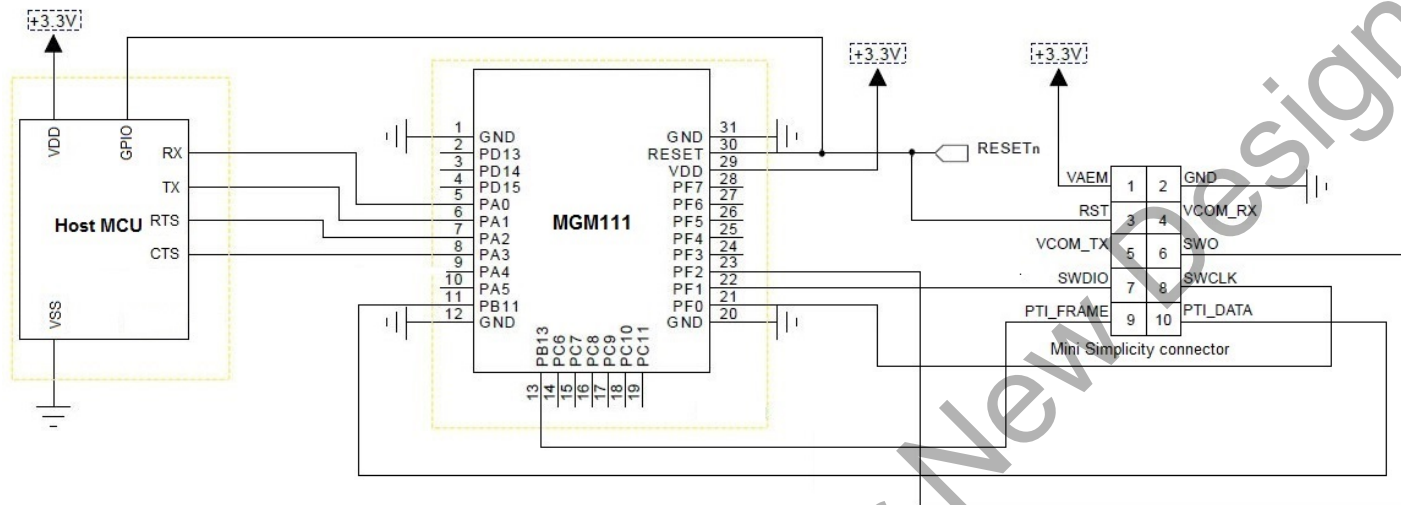 +3.3V
VDD
GPIO
RX
TX
RTS
CTS
Host MCU
VSS
1
2
3
4
5
6
7
8
9
10
11
12
GND
PD13
PD14
PD15
PA0
PA1
PA2
PA3
PA4
PA5
PB11
GND
MGM111
GND
RESET
VDD
PF7
PF6
PF5
PF4
PF3
PF2
PF1
PF0
GND
31
30
29
28
27
26
25
24
23
22
21
20
PB13
PC6
PC7
PC8
PC9
PC10
PC11
13
14
15
16
17
18
19
+3.3V
+3.3V
RESETn
VAEM 1 2 GND
RST 3 4 VCOM_RX
VCOM_TX 5 6 SWO
SWDIO 7 8 SWCLK
PTI_FRAME 9 10 PTI_DATA
Mini Simplicity connector
New Design